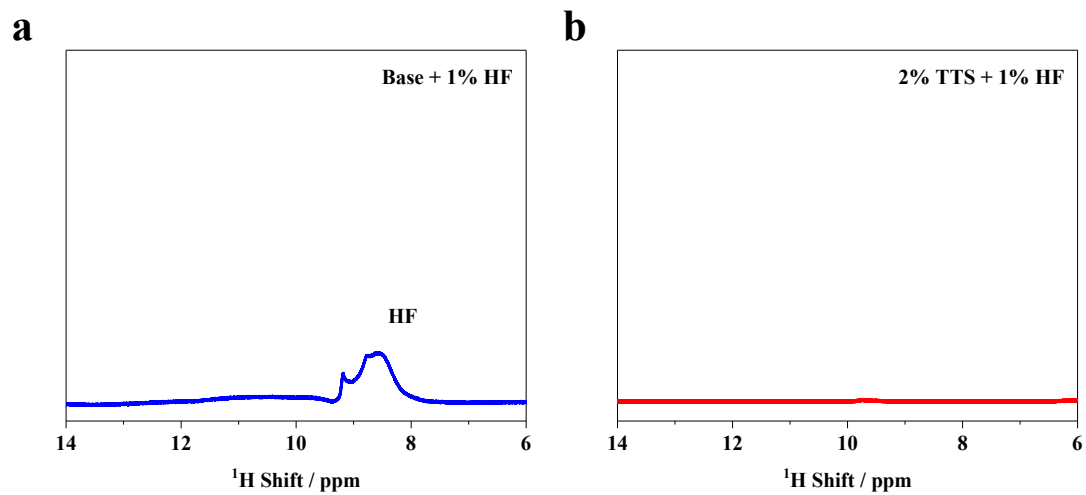 a
Base + 1% HF
HF
14 12 10 8 6
¹H Shift / ppm
b
2% TTS + 1% HF
14 12 10 8 6
¹H Shift / ppm